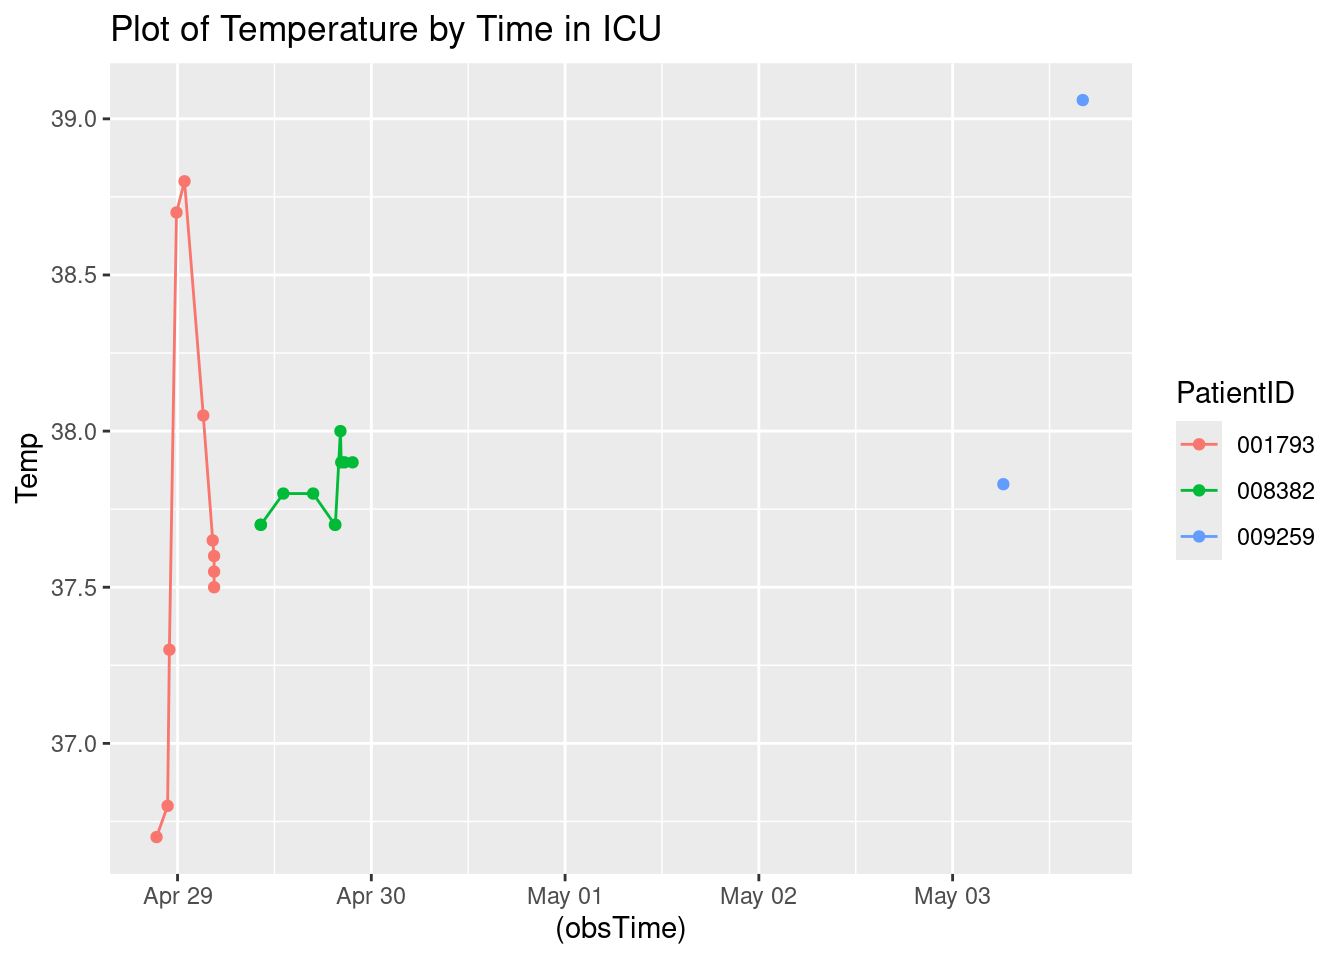 Plot of Temperature by Time in ICU
39.0
38.5
38.0
37.5
37.0
Temp
Apr 29 Apr 30 May 01 May 02 May 03
(obsTime)
PatientID
001793
008382
009259